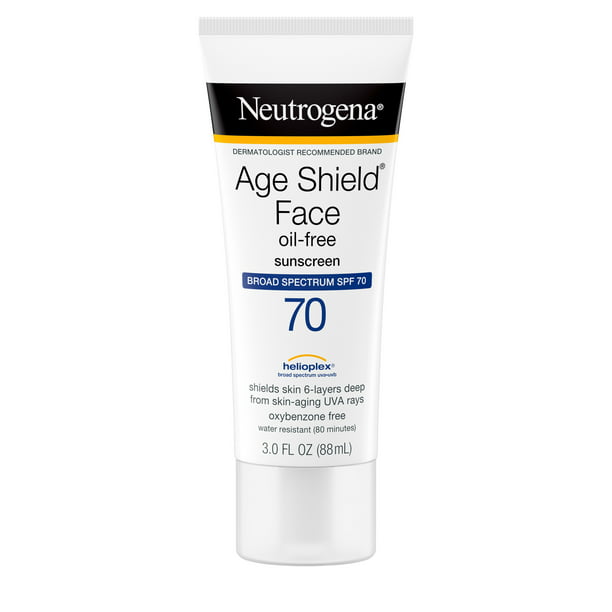 Neutrogena®
DERMATOLOGIST RECOMMENDED BRAND
Age Shield®
Face
oil-free
sunscreen
BROAD SPECTRUM SPF 70
70
helioplex®
broad spectrum uva•uvb
shields skin 6-layers deep
from skin-aging UVA rays
oxybenzone free
water resistant (80 minutes)
3.0 FL OZ (88mL)